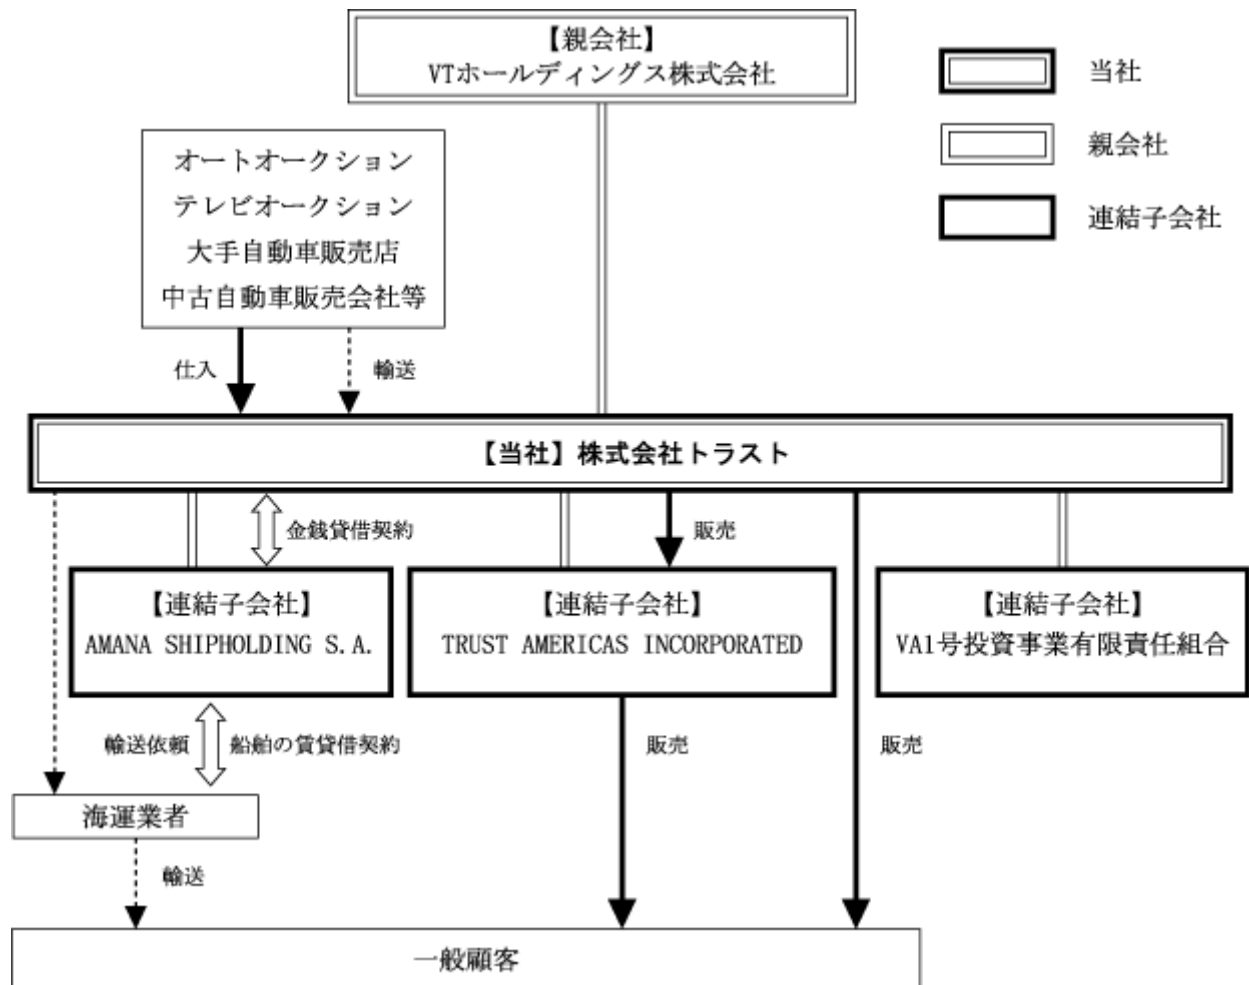 【親会社】
VTホールディングス株式会社
当社
親会社
連結子会社
オートオークション
テレビオークション
大手自動車販売店
中古自動車販売会社等
仕入
輸送
【当社】株式会社トラスト
金銭貸借契約
販売
【連結子会社】
AMANA SHIPHOLDING S.A.
【連結子会社】
TRUST AMERICAS INCORPORATED
【連結子会社】
VA1号投資事業有限責任組合
輸送依頼
船舶の賃貸借契約
販売
販売
海運業者
輸送
一般顧客